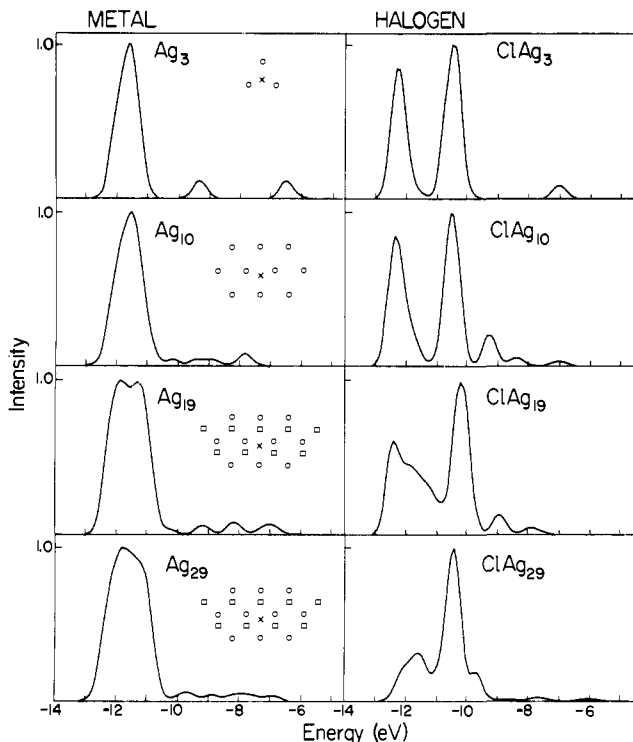 METAL HALOGEN
1.0 Ag3 ClAg3
1.0 Ag10 ClAg10
Intensity
1.0 Ag19 ClAg19
1.0 Ag29 ClAg29
-14 -12 -10 -8 -6 -14 -12 -10 -8 -6
Energy (eV)